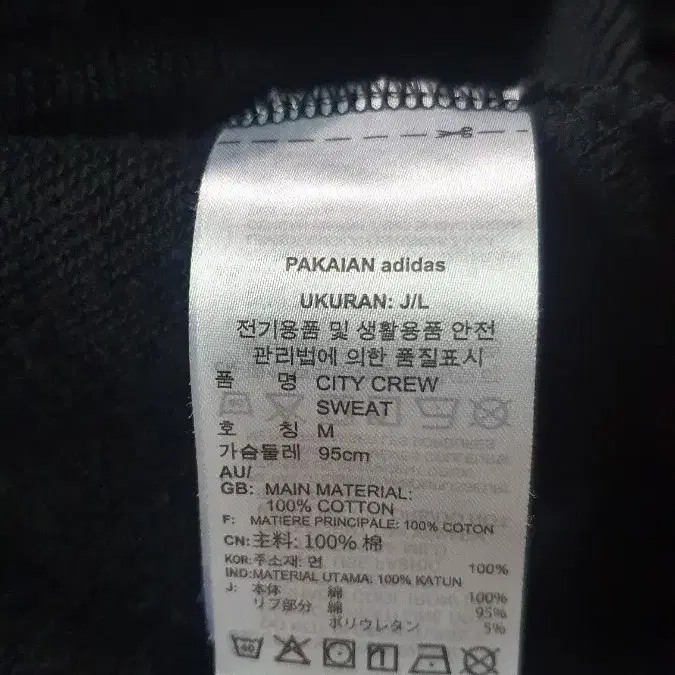 PAKAIAN adidas
UKURAN: J/L
전기용품 및 생활용품 안전
관리법에 의한 품질표시
품 명 CITY CREW
SWEAT
호 칭 M
가슴둘레 95cm
AU/
GB: MAIN MATERIAL:
100% COTTON
F: MATIERE PRINCIPALE: 100% COTON
CN: 主料: 100% 棉
KOR: 주소재: 면 100%
IND: MATERIAL UTAMA: 100% KATUN
J: 本体 綿 100%
リブ部分 綿 95%
ポリウレタン 5%
40